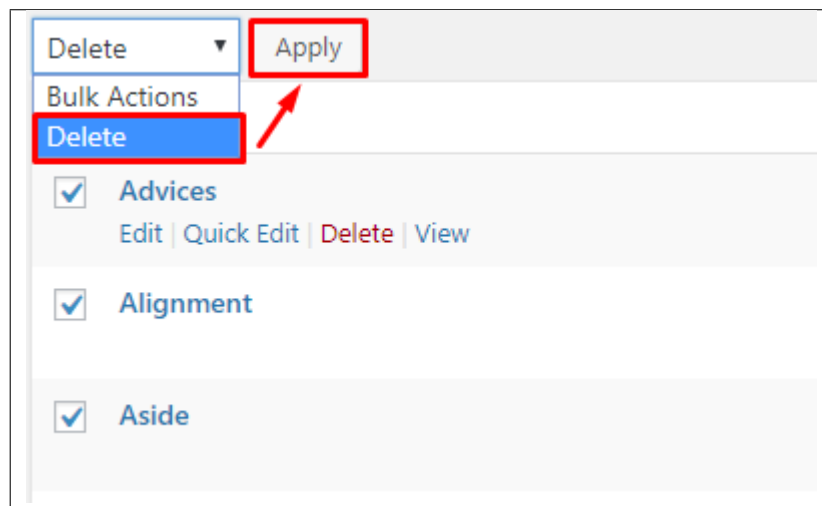 Delete Apply
Bulk Actions
Delete
Advices
Edit | Quick Edit | Delete | View
Alignment
Aside